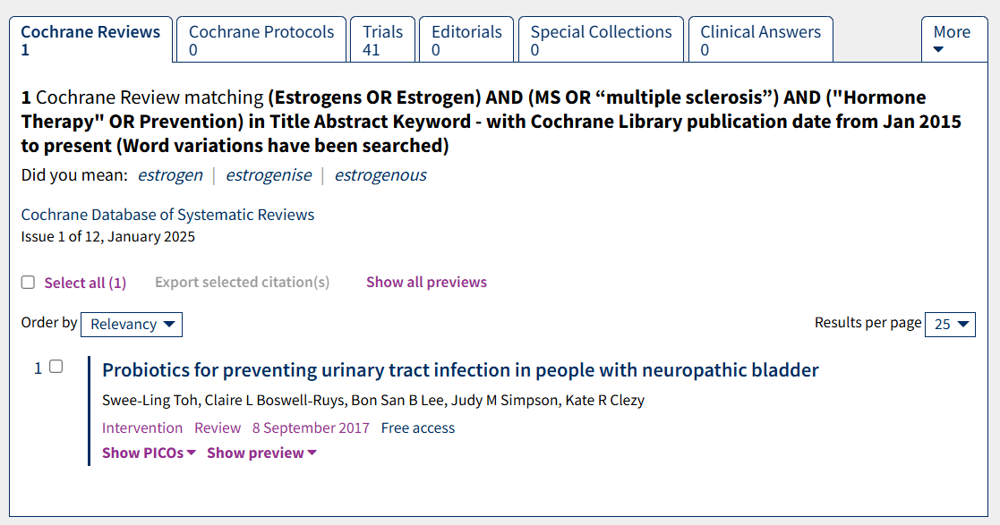 Cochrane Reviews
1
Cochrane Protocols
0
Trials
41
Editorials
0
Special Collections
0
Clinical Answers
0
More
1 Cochrane Review matching (Estrogens OR Estrogen) AND (MS OR “multiple sclerosis”) AND ("Hormone
Therapy" OR Prevention) in Title Abstract Keyword - with Cochrane Library publication date from Jan 2015
to present (Word variations have been searched)
Did you mean: estrogen | estrogenise | estrogenous
Cochrane Database of Systematic Reviews
Issue 1 of 12, January 2025
Select all (1) Export selected citation(s) Show all previews
Order by Relevancy Results per page 25
1 Probiotics for preventing urinary tract infection in people with neuropathic bladder
Swee-Ling Toh, Claire L Boswell-Ruys, Bon San B Lee, Judy M Simpson, Kate R Clezy
Intervention Review 8 September 2017 Free access
Show PICOs Show preview